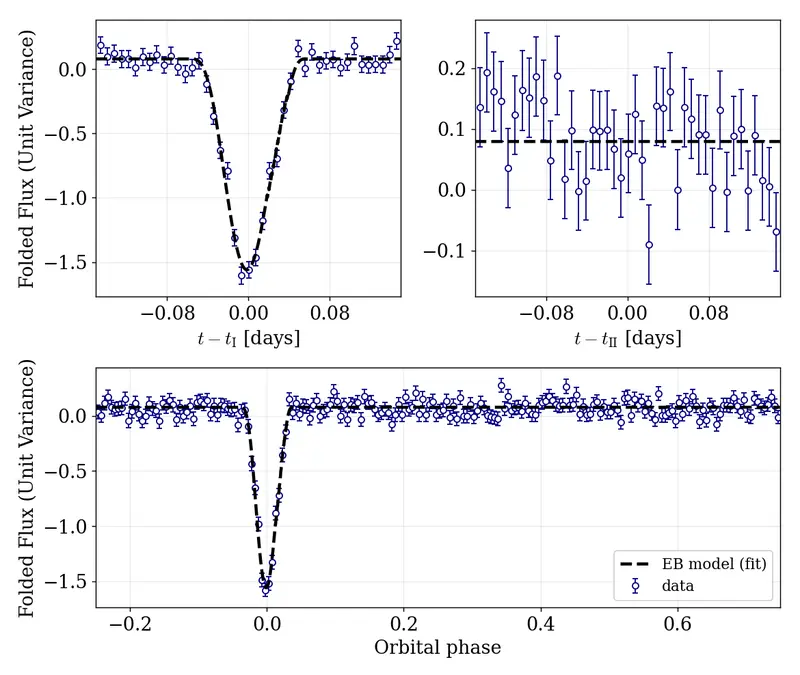 Folded Flux (Unit Variance)
0.0
−0.5
−1.0
−1.5
−0.08 0.00 0.08
t − tI [days]
0.2
0.1
0.0
−0.1
−0.08 0.00 0.08
t − tII [days]
Folded Flux (Unit Variance)
0.0
−0.5
−1.0
−1.5
EB model (fit)
data
−0.2 0.0 0.2 0.4 0.6
Orbital phase